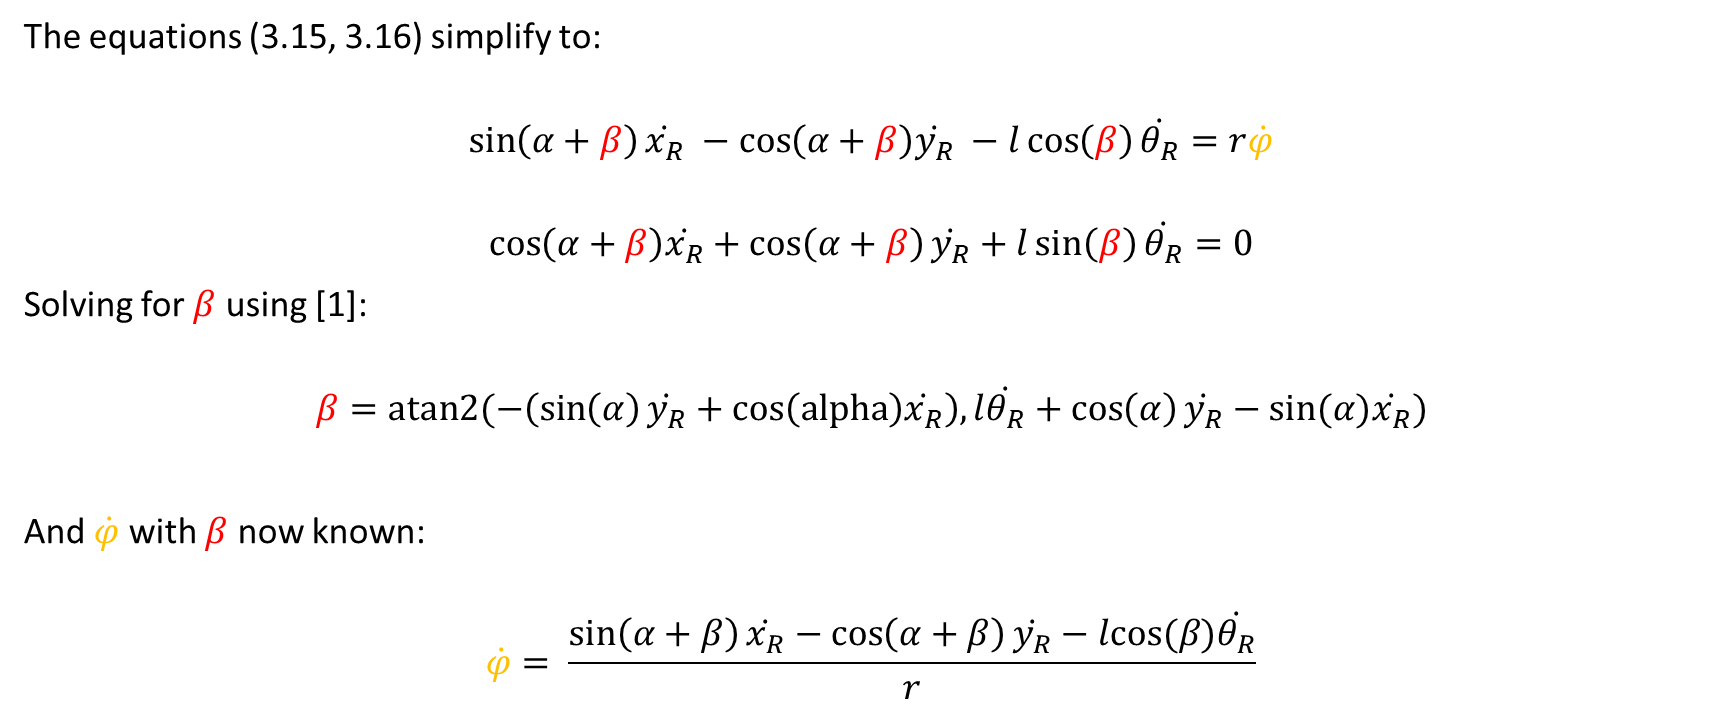 The equations (3.15, 3.16) simplify to:
sin(α + β) ẋ_R − cos(α + β)ẏ_R − l cos(β) θ̇_R = rφ̇
cos(α + β)ẋ_R + cos(α + β) ẏ_R + l sin(β) θ̇_R = 0
Solving for β using [1]:
β = atan2(−(sin(α) ẏ_R + cos(alpha)ẋ_R), lθ̇_R + cos(α) ẏ_R − sin(α)ẋ_R)
And φ̇ with β now known:
φ̇ = (sin(α + β) ẋ_R − cos(α + β) ẏ_R − lcos(β)θ̇_R) / r